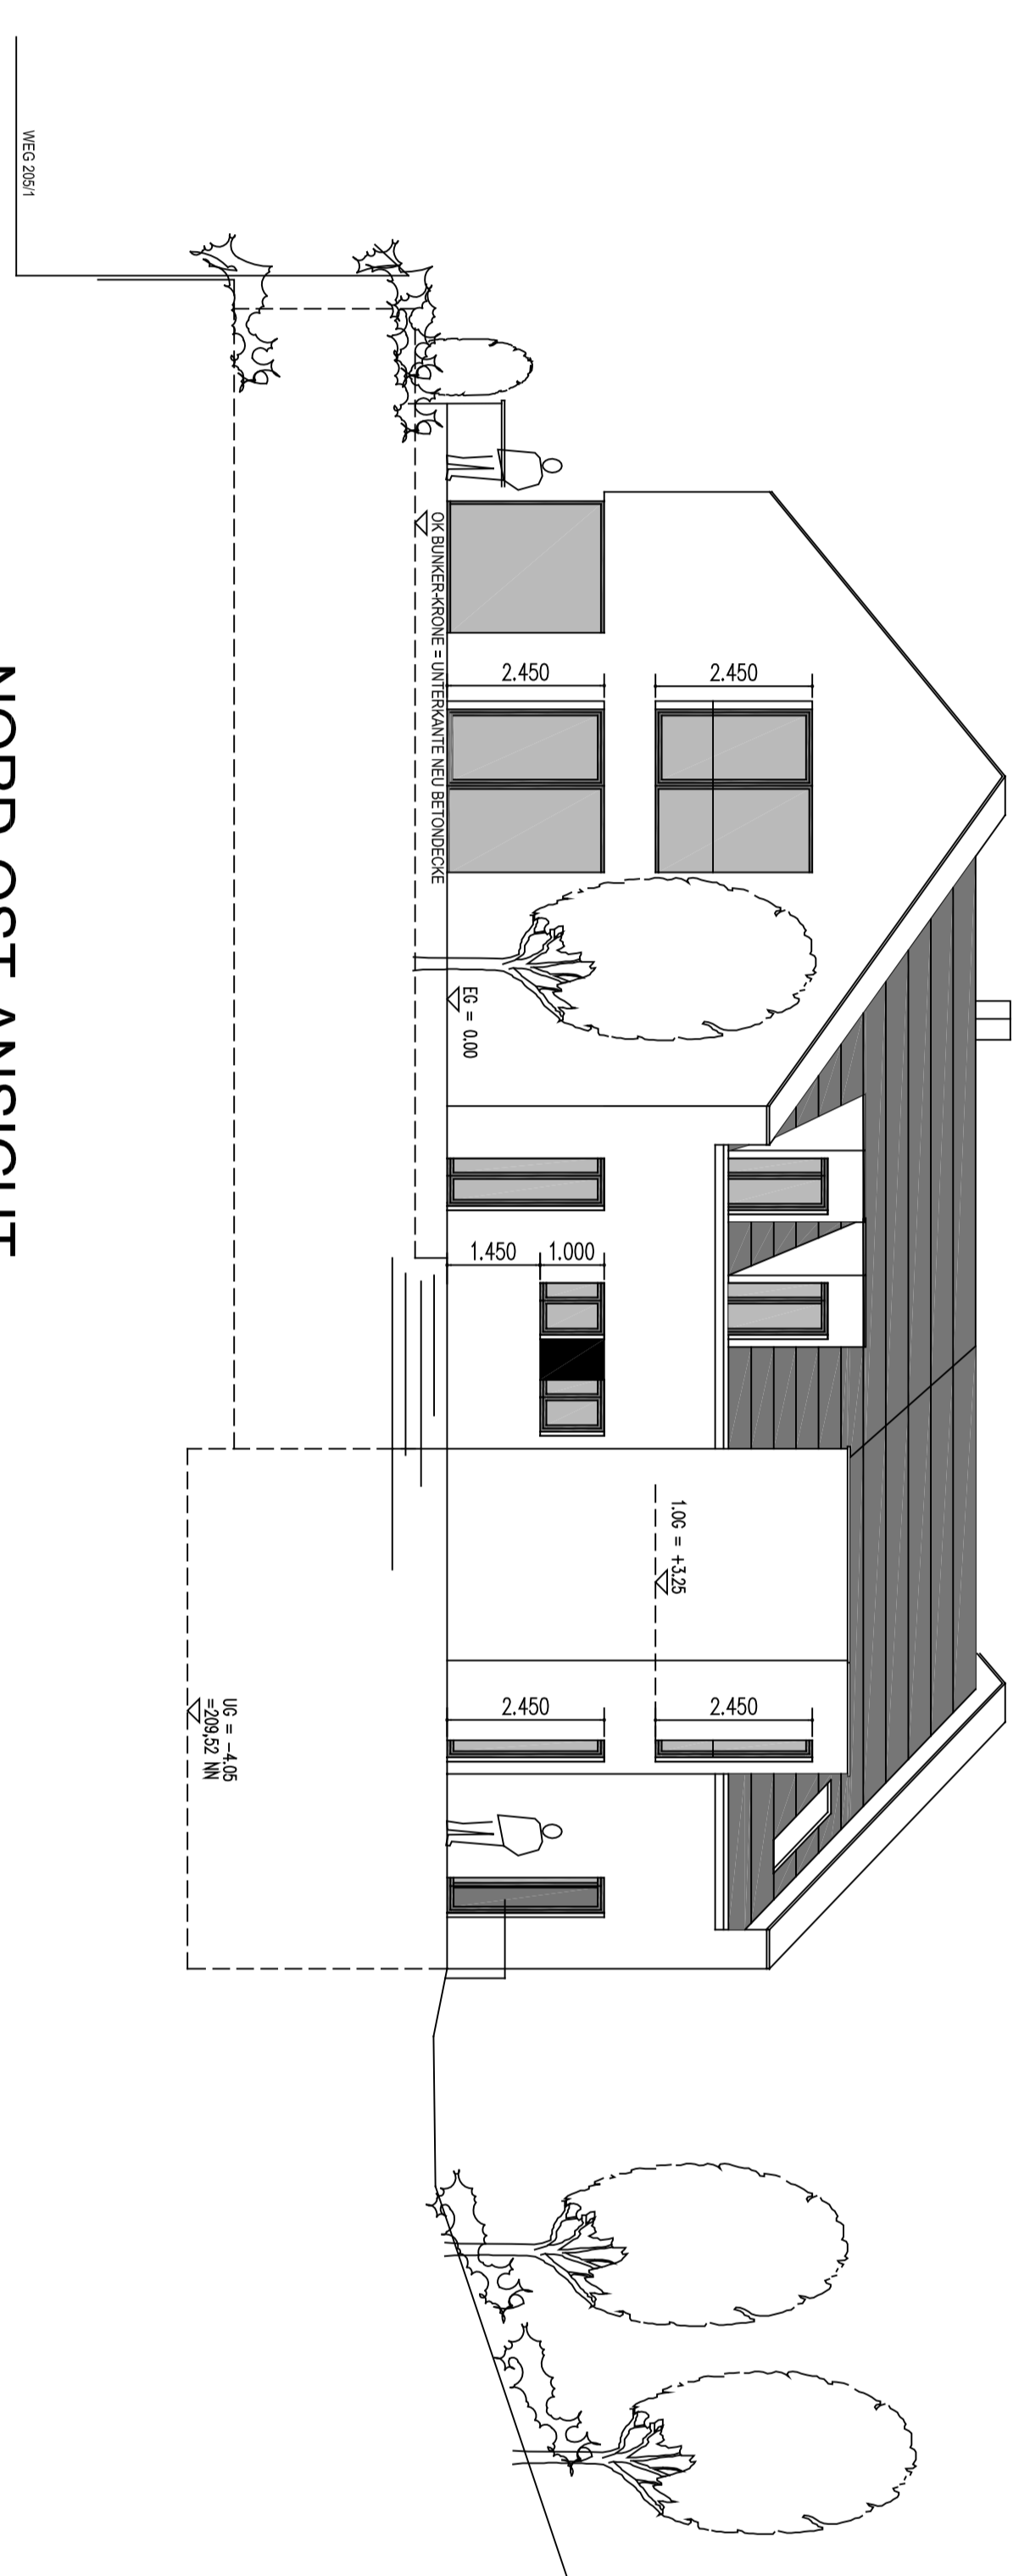 WEG 205/1
OK BUNKER-KRONE = UNTERKANTE NEU BETONDECKE
2.450
2.450
EG = 0.00
1.450
1.000
1.OG = +3.25
2.450
2.450
UG = -4.05
=209,52 NN
NORD-OST-ANSICHT